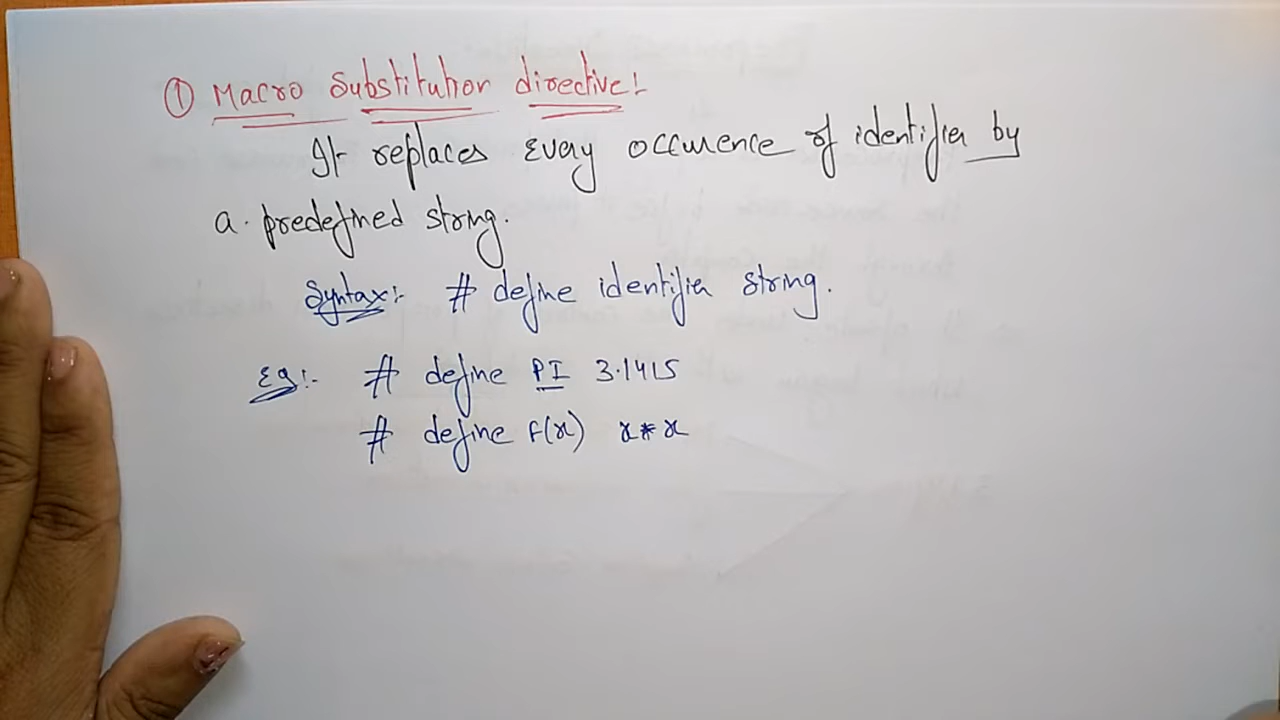 ① Macro Substitution directive:
It replaces every occurence of identifier by
a predefined string.
Syntax:- # define identifier string.
Eg:- # define PI 3.1415
# define f(x) x*x